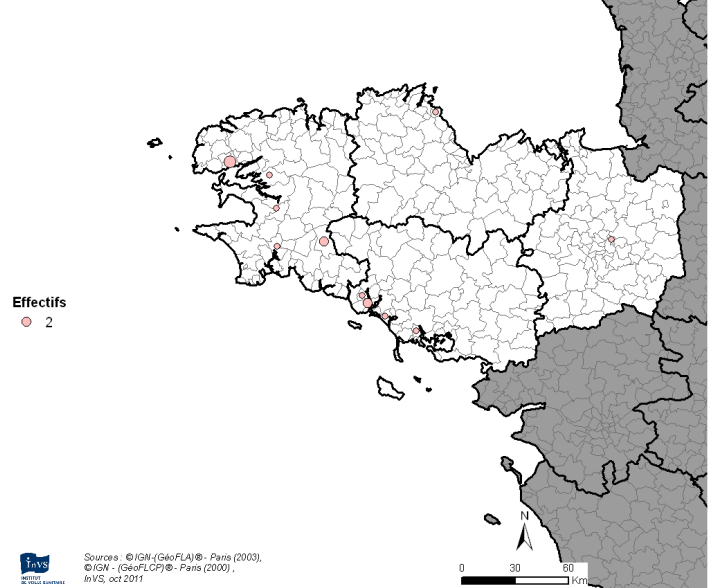 Effectifs
2
N
0 30 60
Km
InVS
INSTITUT
DE VEILLE SANITAIRE
Sources : © IGN-(GéoFLA)® - Paris (2003),
© IGN - (GéoFLCP)® - Paris (2000) ,
InVS, oct 2011